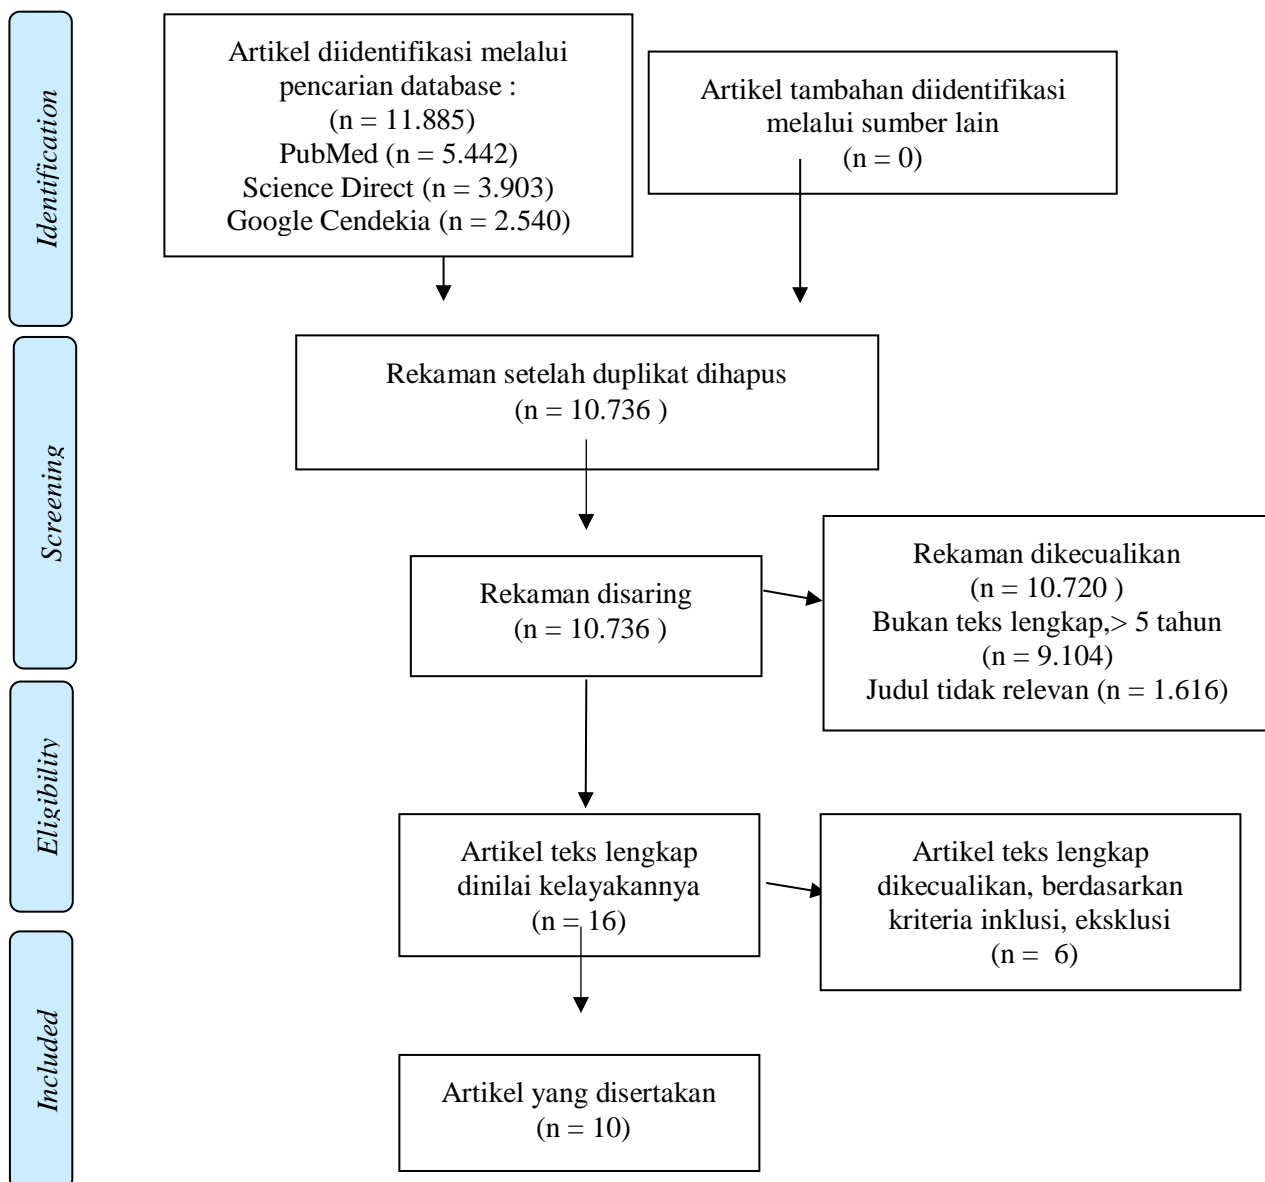 Identification
Artikel diidentifikasi melalui
pencarian database :
(n = 11.885)
PubMed (n = 5.442)
Science Direct (n = 3.903)
Google Cendekia (n = 2.540)
Artikel tambahan diidentifikasi
melalui sumber lain
(n = 0)
Screening
Rekaman setelah duplikat dihapus
(n = 10.736 )
Rekaman disaring
(n = 10.736 )
Rekaman dikecualikan
(n = 10.720 )
Bukan teks lengkap,> 5 tahun
(n = 9.104)
Judul tidak relevan (n = 1.616)
Eligibility
Artikel teks lengkap
dinilai kelayakannya
(n = 16)
Artikel teks lengkap
dikecualikan, berdasarkan
kriteria inklusi, eksklusi
(n =  6)
Included
Artikel yang disertakan
(n = 10)